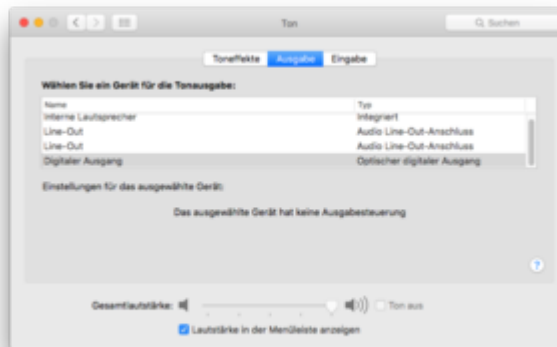 Ton
Suchen
Toneffekte Ausgabe Eingabe
Wählen Sie ein Gerät für die Tonausgabe:
Name Typ
Interne Lautsprecher Integriert
Line-Out Audio Line-Out-Anschluss
Line-Out Audio Line-Out-Anschluss
Digitaler Ausgang Optischer digitaler Ausgang
Einstellungen für das ausgewählte Gerät:
Das ausgewählte Gerät hat keine Ausgabesteuerung
?
Gesamtlautstärke: Ton aus
Lautstärke in der Menüleiste anzeigen